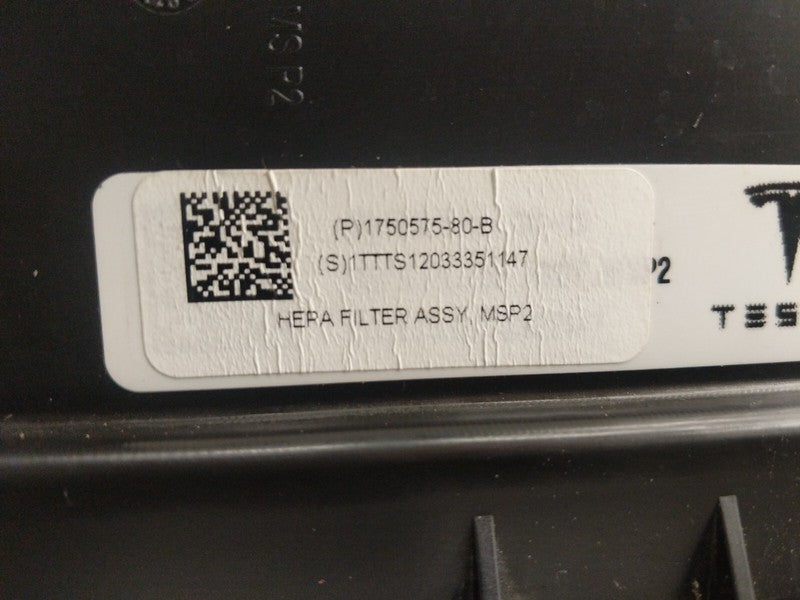 MSP2
(P)1750575-80-B
(S)1TTTS12033351147
HEPA FILTER ASSY, MSP2
P2
TES